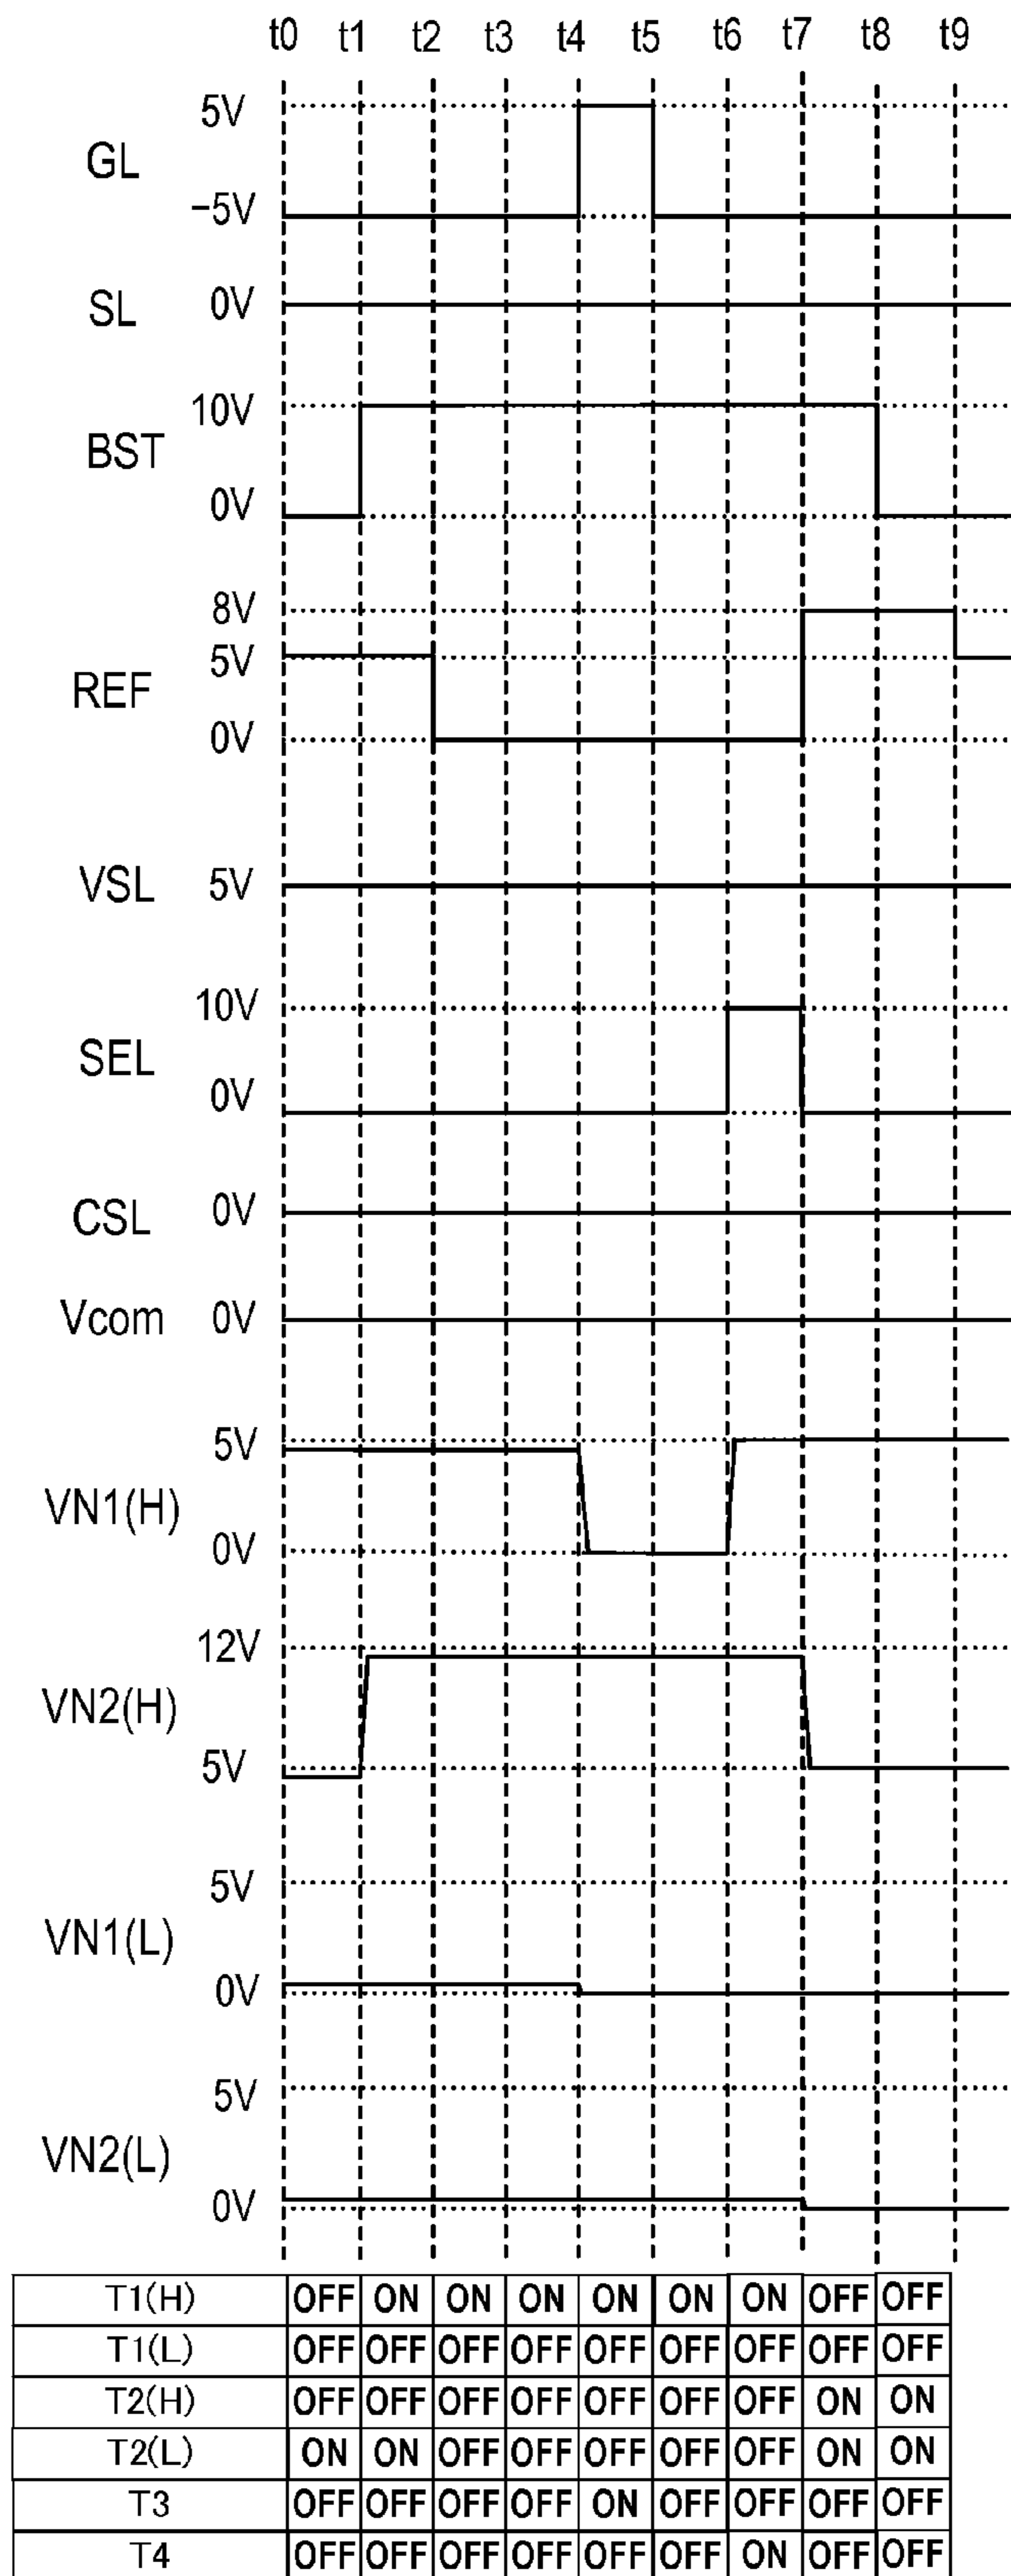 t0 t1 t2 t3 t4 t5 t6 t7 t8 t9
5V
GL
−5V
SL 0V
10V
BST
0V
8V
5V
REF
0V
VSL 5V
10V
SEL
0V
CSL 0V
Vcom 0V
5V
VN1(H)
0V
12V
VN2(H)
5V
5V
VN1(L)
0V
5V
VN2(L)
0V
T1(H) OFF ON ON ON ON ON ON OFF OFF
T1(L) OFF OFF OFF OFF OFF OFF OFF OFF OFF
T2(H) OFF OFF OFF OFF OFF OFF OFF ON ON
T2(L) ON ON OFF OFF OFF OFF OFF ON ON
T3 OFF OFF OFF OFF ON OFF OFF OFF OFF
T4 OFF OFF OFF OFF OFF OFF ON OFF OFF